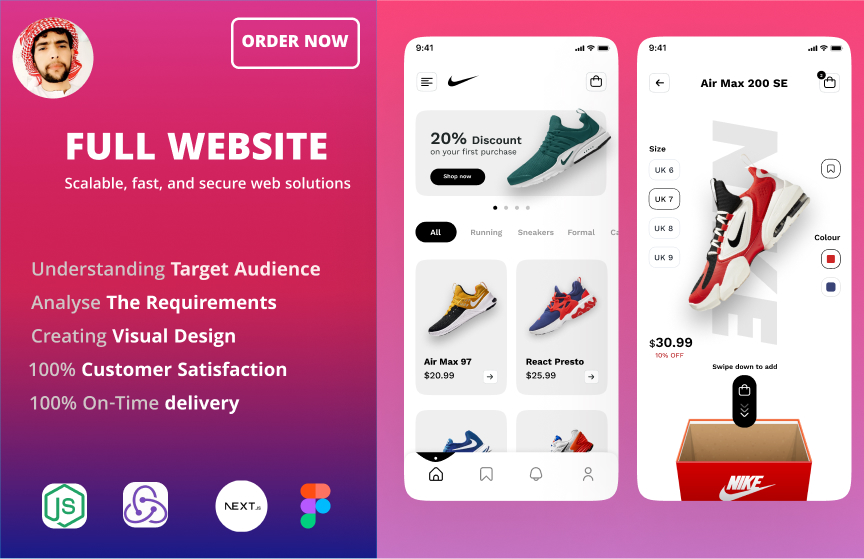 ORDER NOW
FULL WEBSITE
Scalable, fast, and secure web solutions
Understanding Target Audience
Analyse The Requirements
Creating Visual Design
100% Customer Satisfaction
100% On-Time delivery
JS
NEXT.JS
9:41
20% Discount
on your first purchase
Shop now
All Running Sneakers Formal Ca
Air Max 97
$20.99
React Presto
$25.99
9:41
Air Max 200 SE
2
Size
UK 6
UK 7
UK 8
UK 9
NIKE
Colour
$30.99
10% OFF
Swipe down to add
NIKE